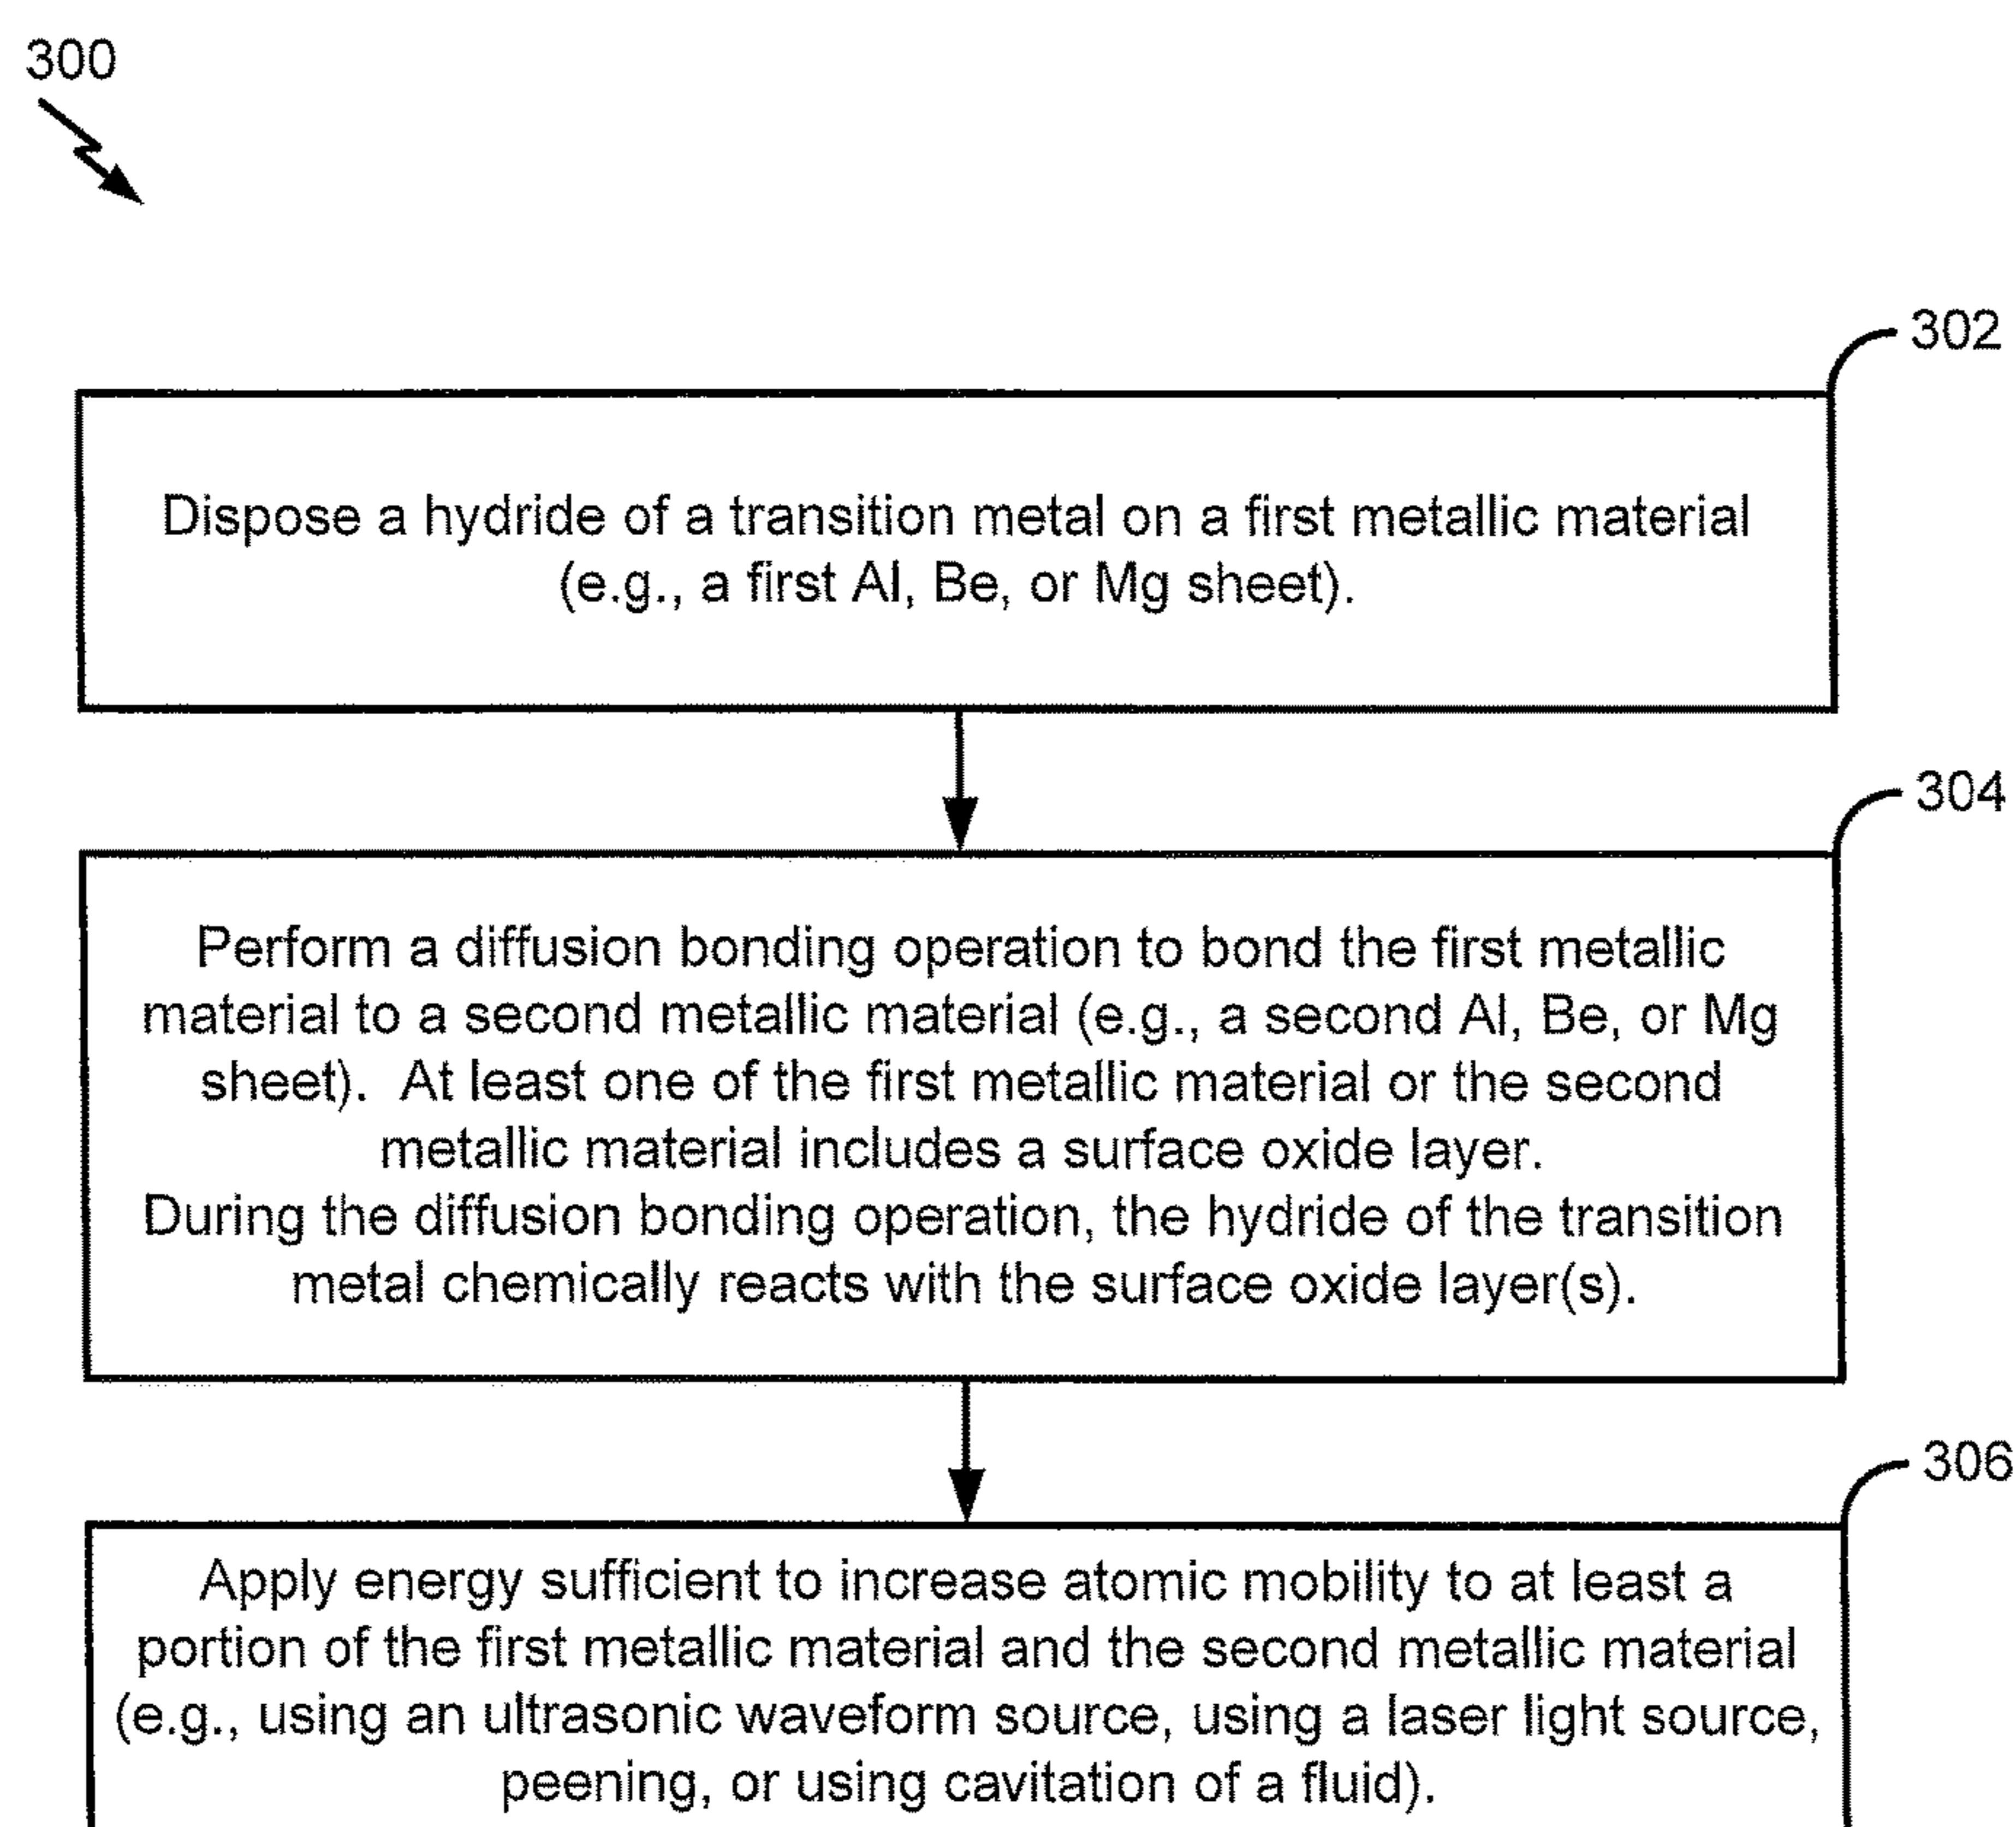 300
302
Dispose a hydride of a transition metal on a first metallic material
(e.g., a first Al, Be, or Mg sheet).
304
Perform a diffusion bonding operation to bond the first metallic
material to a second metallic material (e.g., a second Al, Be, or Mg
sheet).  At least one of the first metallic material or the second
metallic material includes a surface oxide layer.
During the diffusion bonding operation, the hydride of the transition
metal chemically reacts with the surface oxide layer(s).
306
Apply energy sufficient to increase atomic mobility to at least a
portion of the first metallic material and the second metallic material
(e.g., using an ultrasonic waveform source, using a laser light source,
peening, or using cavitation of a fluid).